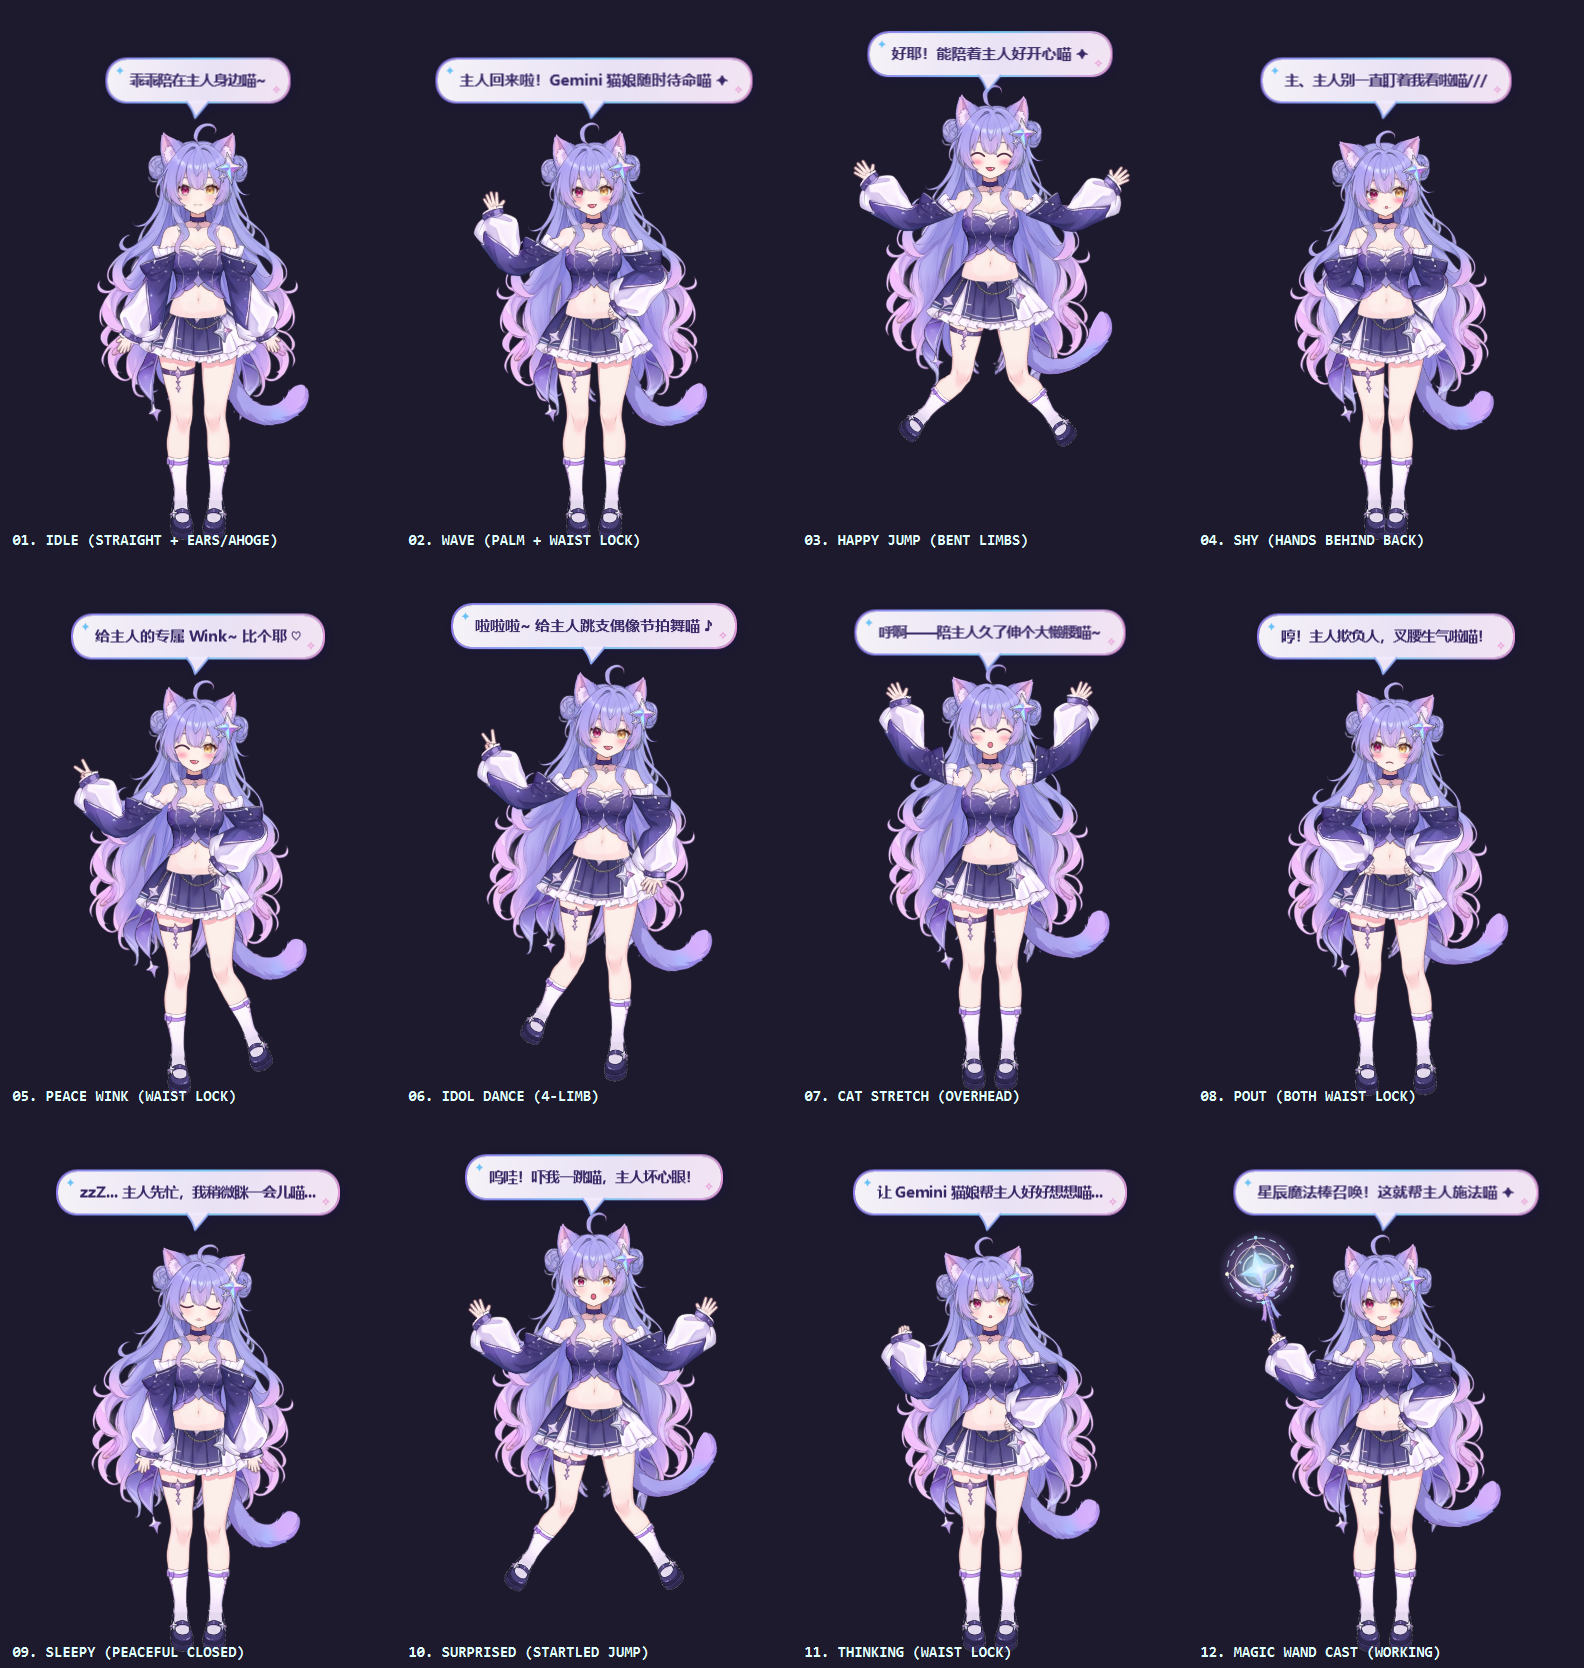 乖乖陪在主人身边喵~
主人回来啦！Gemini 猫娘随时待命喵 ✦
好耶！能陪着主人好开心喵 ✦
主、主人别一直盯着我看啦喵///
01. IDLE (STRAIGHT + EARS/AHOGE)
02. WAVE (PALM + WAIST LOCK)
03. HAPPY JUMP (BENT LIMBS)
04. SHY (HANDS BEHIND BACK)
给主人的专属 Wink~ 比个耶 ♡
啦啦啦~ 给主人跳支偶像节拍舞喵 ♪
呼啊——陪主人久了伸个大懒腰喵~
哼！主人欺负人，叉腰生气啦喵！
05. PEACE WINK (WAIST LOCK)
06. IDOL DANCE (4-LIMB)
07. CAT STRETCH (OVERHEAD)
08. POUT (BOTH WAIST LOCK)
zzZ... 主人先忙，我稍微眯一会儿喵...
呜哇！吓我一跳喵，主人坏心眼！
让 Gemini 猫娘帮主人好好想想喵...
星辰魔法棒召唤！这就帮主人施法喵 ✦
09. SLEEPY (PEACEFUL CLOSED)
10. SURPRISED (STARTLED JUMP)
11. THINKING (WAIST LOCK)
12. MAGIC WAND CAST (WORKING)